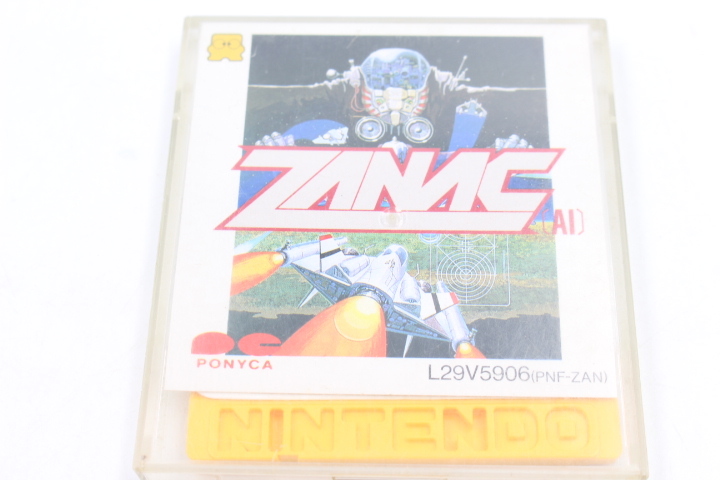 ZANAC
(AI)
PONYCA
L29V5906(PNF-ZAN)
NINTENDO